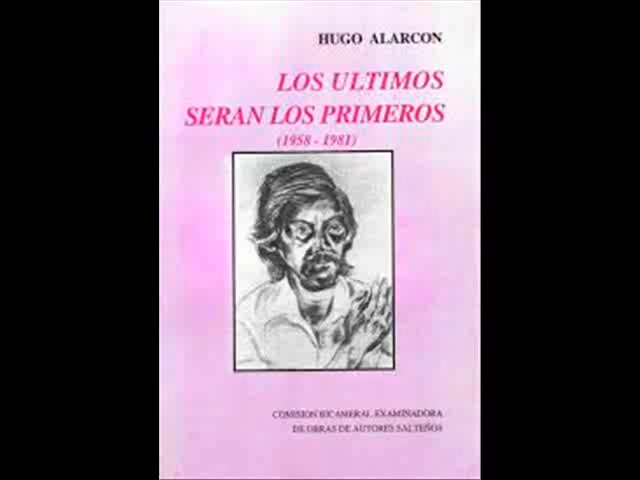 HUGO ALARCON
LOS ULTIMOS
SERAN LOS PRIMEROS
(1958 - 1981)
COMISION BICAMERAL EXAMINADORA
DE OBRAS DE AUTORES SALTEÑOS